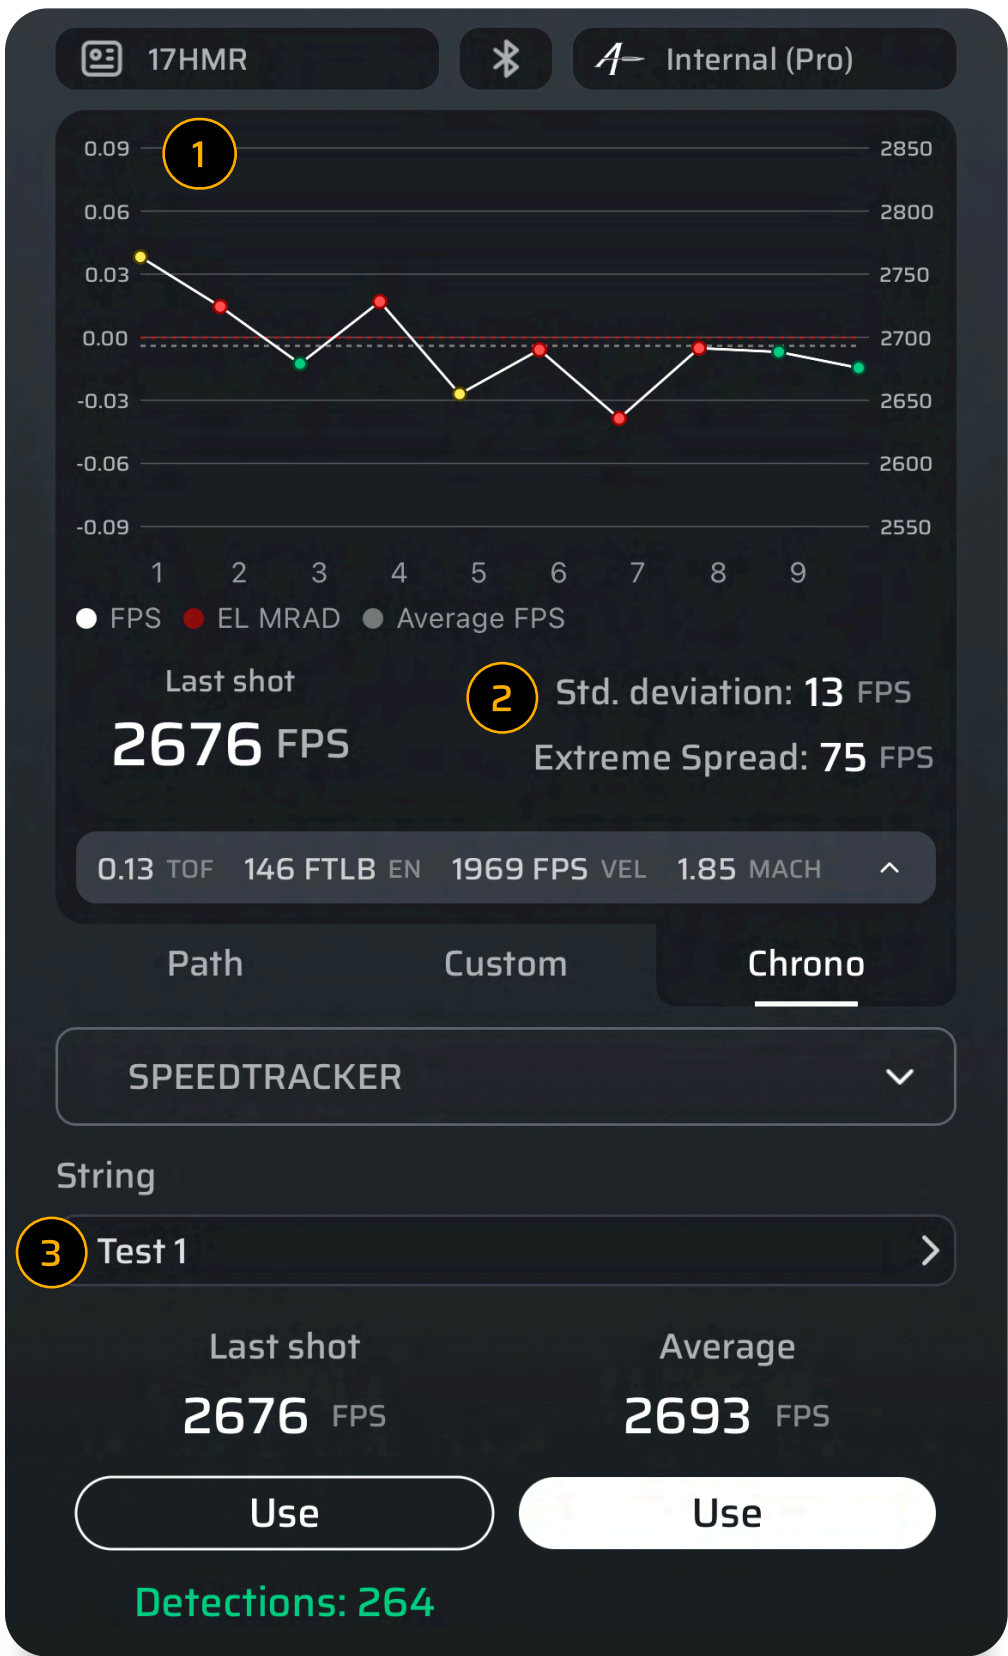 17HMR Internal (Pro)
0.09 1 2850
0.06 2800
0.03 2750
0.00 2700
-0.03 2650
-0.06 2600
-0.09 2550
1 2 3 4 5 6 7 8 9
FPS EL MRAD Average FPS
Last shot
2676 FPS
2 Std. deviation: 13 FPS
Extreme Spread: 75 FPS
0.13 TOF 146 FTLB EN 1969 FPS VEL 1.85 MACH
Path Custom Chrono
SPEEDTRACKER
String
3 Test 1
Last shot Average
2676 FPS 2693 FPS
Use Use
Detections: 264